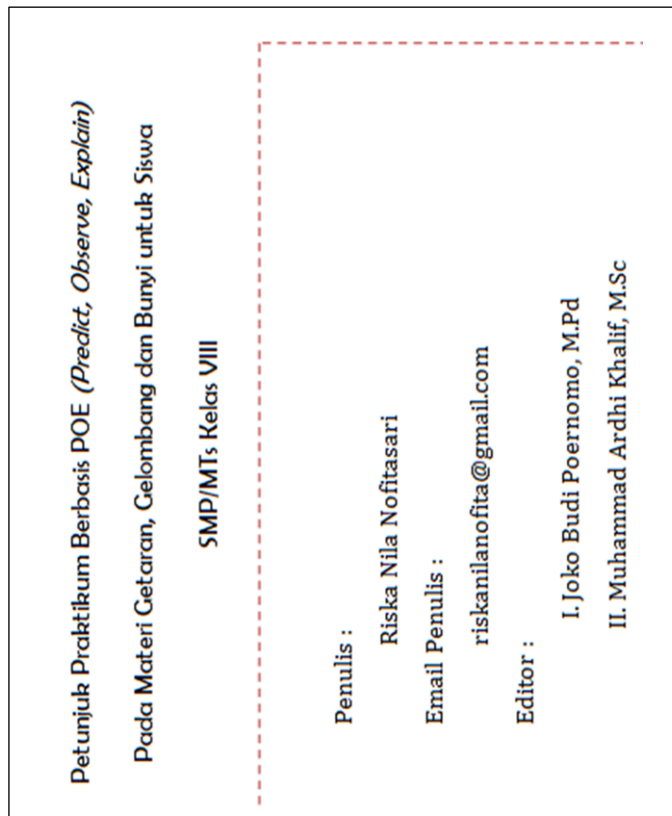 Petunjuk Praktikum Berbasis POE (Predict, Observe, Explain)
Pada Materi Getaran, Gelombang dan Bunyi untuk Siswa
SMP/MTs Kelas VIII
Penulis :
Riska Nila Nofitasari
Email Penulis :
riskanilanofita@gmail.com
Editor :
I. Joko Budi Poernomo, M.Pd
II. Muhammad Ardhi Khalif, M.Sc